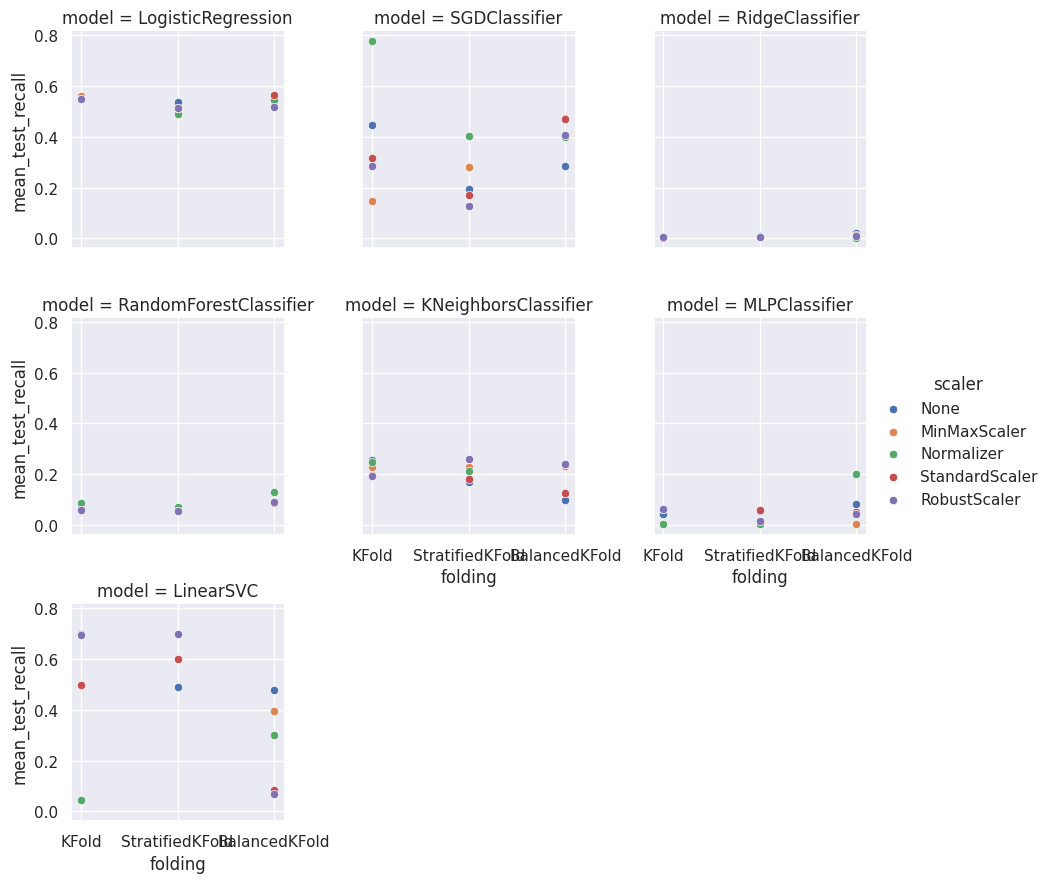 model = LogisticRegression
model = SGDClassifier
model = RidgeClassifier
0.8
0.6
0.4
0.2
0.0
mean_test_recall
model = RandomForestClassifier
model = KNeighborsClassifier
model = MLPClassifier
0.8
0.6
0.4
0.2
0.0
mean_test_recall
KFold StratifiedKFold BalancedKFold
folding
KFold StratifiedKFold BalancedKFold
folding
scaler
None
MinMaxScaler
Normalizer
StandardScaler
RobustScaler
model = LinearSVC
0.8
0.6
0.4
0.2
0.0
mean_test_recall
KFold StratifiedKFold BalancedKFold
folding